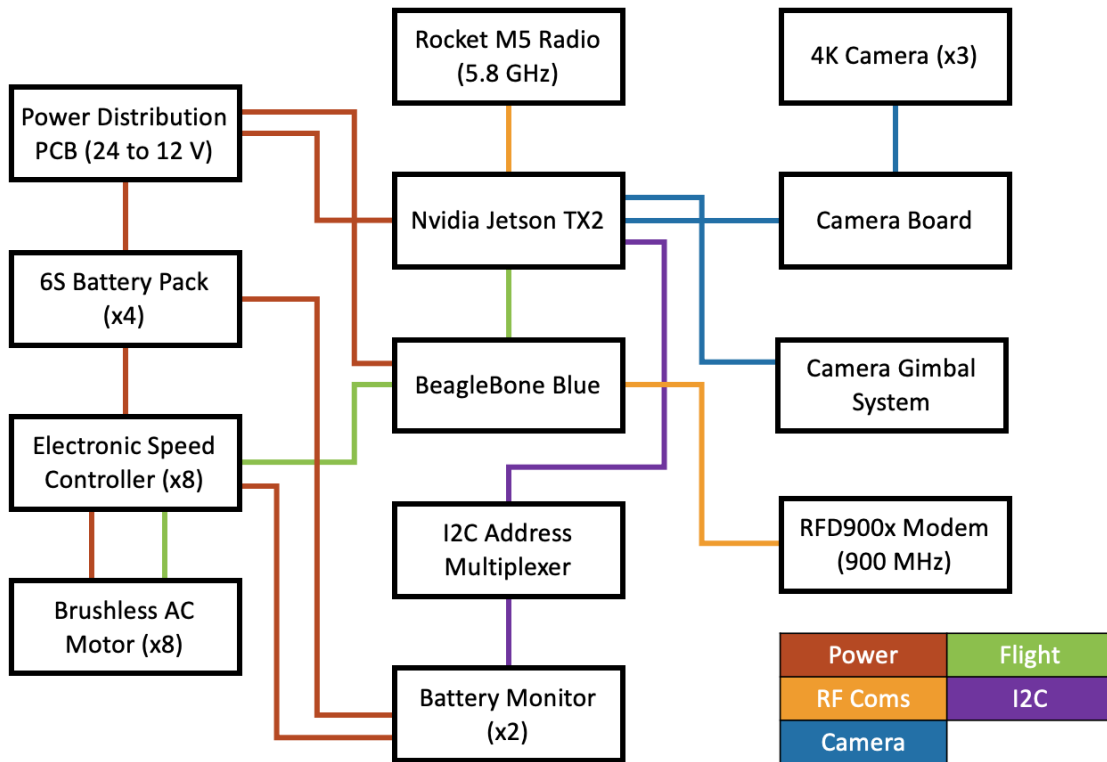 Rocket M5 Radio
(5.8 GHz)
4K Camera (x3)
Power Distribution
PCB (24 to 12 V)
Nvidia Jetson TX2
Camera Board
6S Battery Pack
(x4)
BeagleBone Blue
Camera Gimbal
System
Electronic Speed
Controller (x8)
I2C Address
Multiplexer
RFD900x Modem
(900 MHz)
Brushless AC
Motor (x8)
Battery Monitor
(x2)
Power
Flight
RF Coms
I2C
Camera